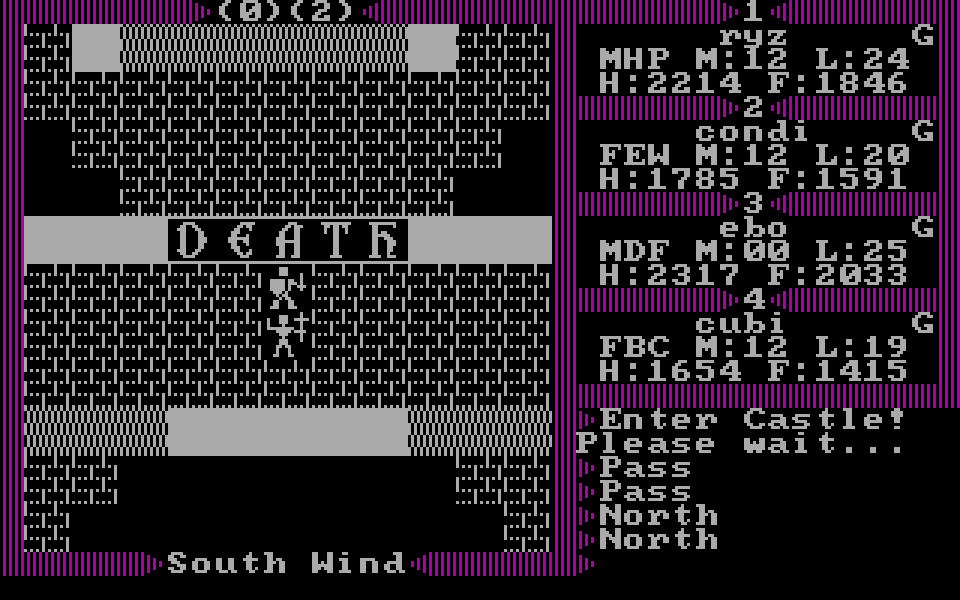 (0)(2)
DEATH
South Wind
1
ryz G
MHP M:12 L:24
H:2214 F:1846
2
condi G
FEW M:12 L:20
H:1785 F:1591
3
ebo G
MDF M:00 L:25
H:2317 F:2033
4
cubi G
FBC M:12 L:19
H:1654 F:1415
Enter Castle!
Please wait...
Pass
Pass
North
North